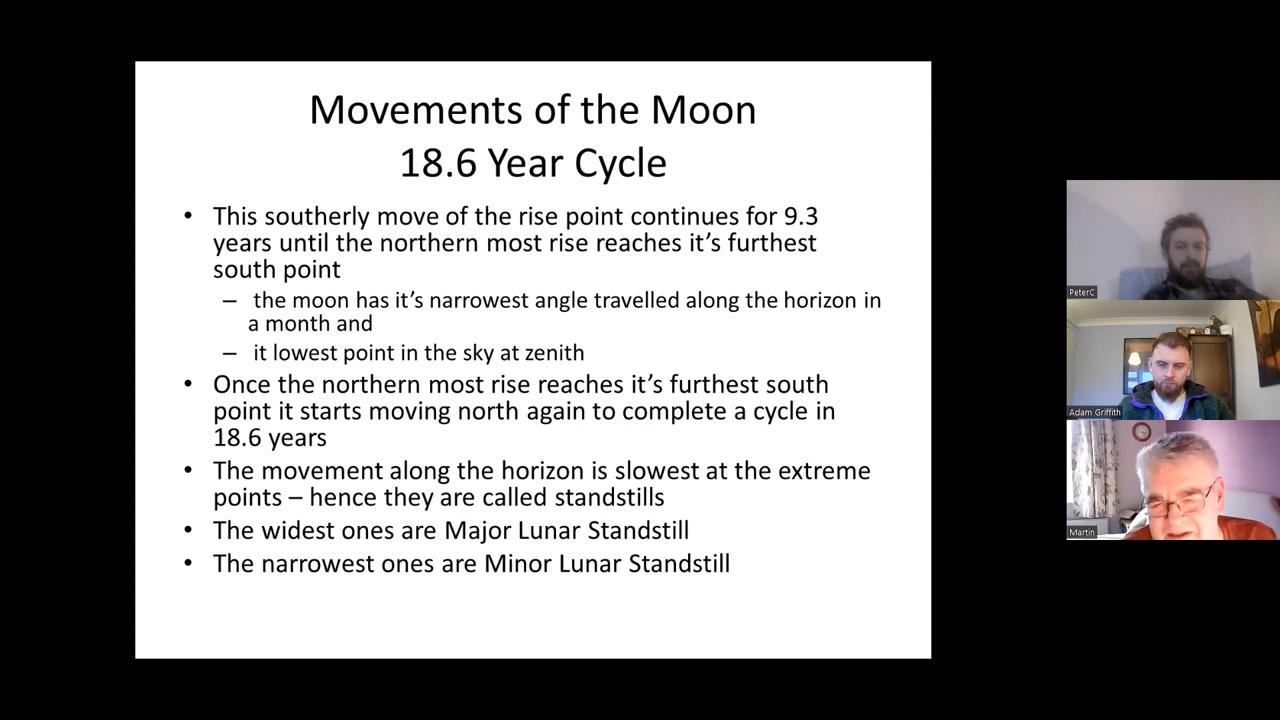 Movements of the Moon
18.6 Year Cycle
• This southerly move of the rise point continues for 9.3
years until the northern most rise reaches it's furthest
south point
– the moon has it's narrowest angle travelled along the horizon in
a month and
– it lowest point in the sky at zenith
• Once the northern most rise reaches it's furthest south
point it starts moving north again to complete a cycle in
18.6 years
• The movement along the horizon is slowest at the extreme
points – hence they are called standstills
• The widest ones are Major Lunar Standstill
• The narrowest ones are Minor Lunar Standstill
PeterC
Adam Griffith
Martin